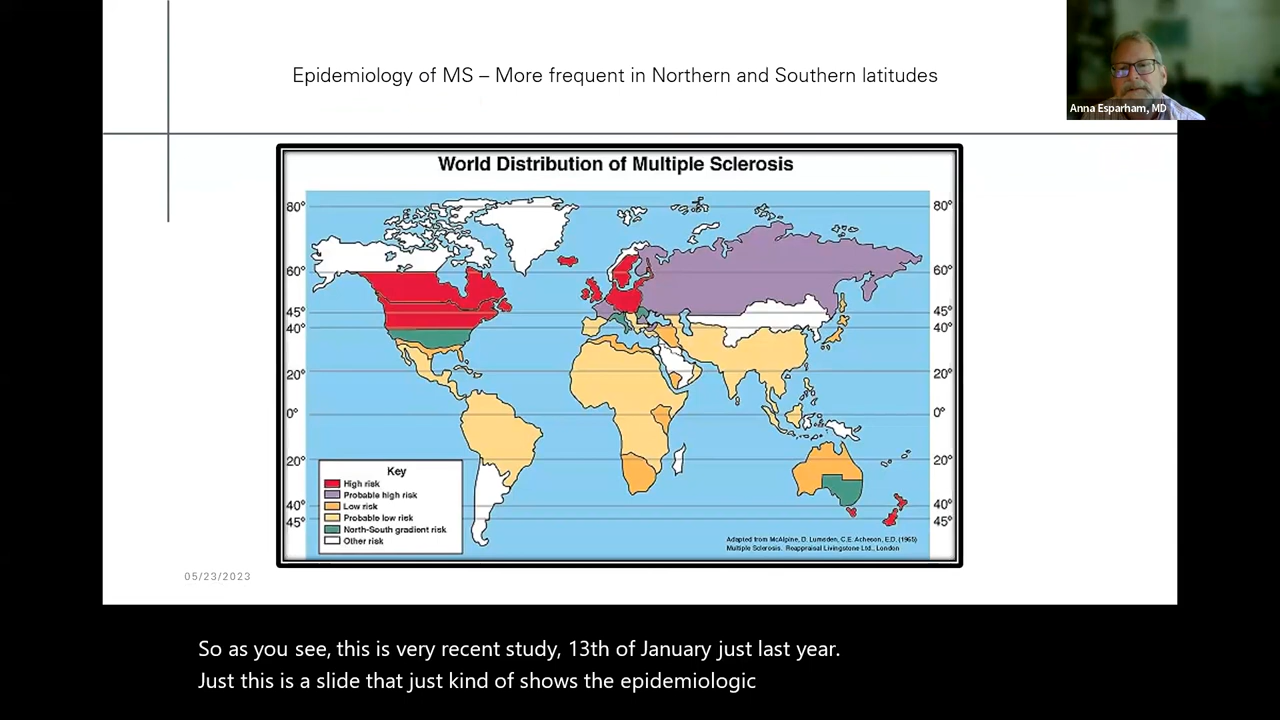 Epidemiology of MS – More frequent in Northern and Southern latitudes
Anna Esparham, MD
World Distribution of Multiple Sclerosis
80° 80°
60° 60°
45° 45°
40° 40°
20° 20°
0° 0°
20° 20°
40° 40°
45° 45°
Key
High risk
Probable high risk
Low risk
Probable low risk
North-South gradient risk
Other risk
Adapted from McAlpine, D. Lumsden, C.E. Acheson, E.D. (1965)
Multiple Sclerosis. Reappraisal Livingstone Ltd., London
05/23/2023
So as you see, this is very recent study, 13th of January just last year.
Just this is a slide that just kind of shows the epidemiologic